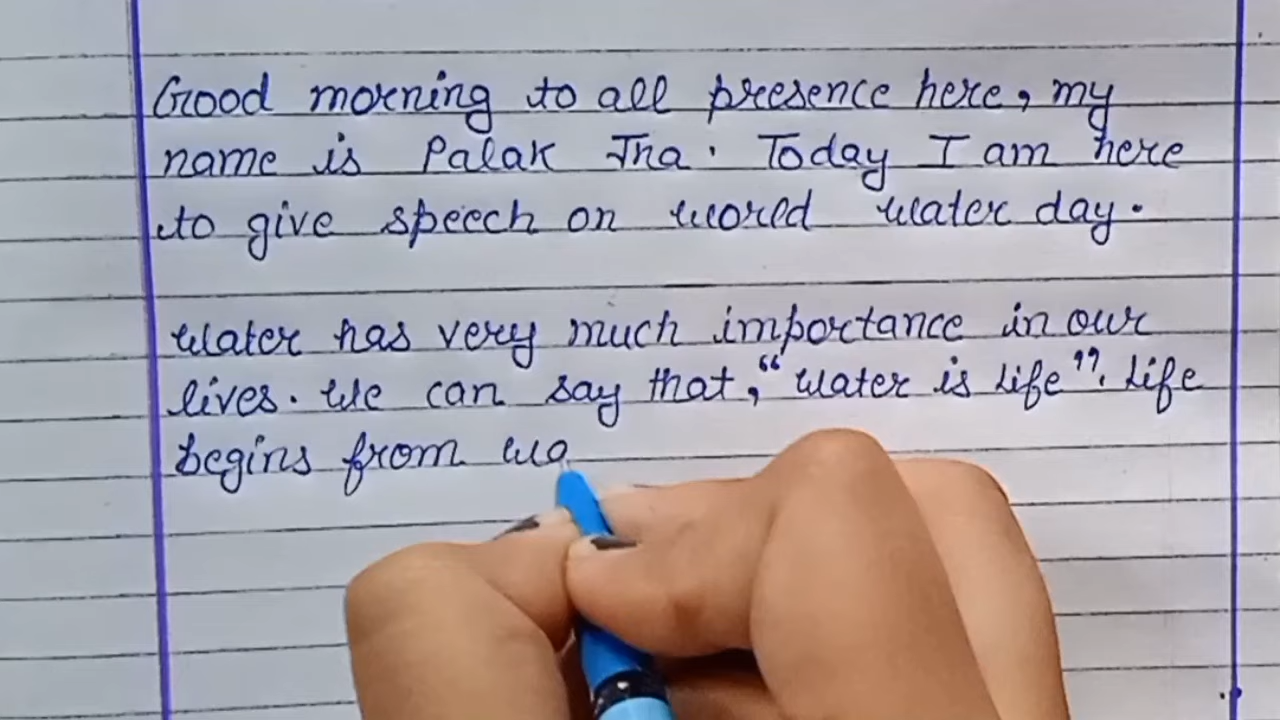 Good morning to all presence here, my
name is Palak Jha. Today I am here
to give speech on world water day.
Water has very much importance in our
lives. We can say that, "Water is Life". Life
begins from wa